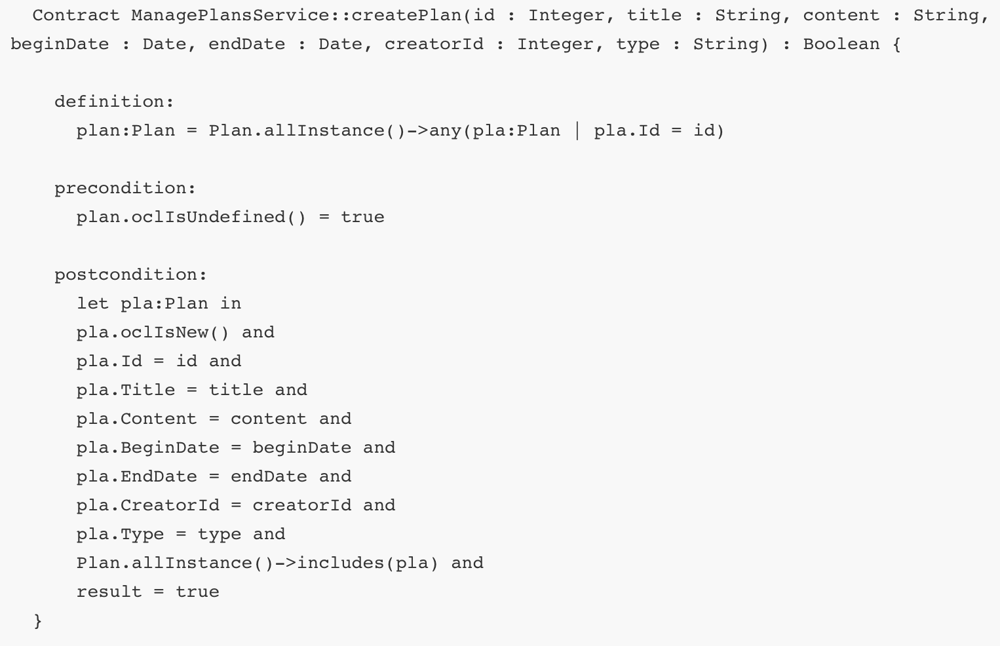 Contract ManagePlansService::createPlan(id : Integer, title : String, content : String,
beginDate : Date, endDate : Date, creatorId : Integer, type : String) : Boolean {
definition:
plan:Plan = Plan.allInstance()->any(pla:Plan | pla.Id = id)
precondition:
plan.oclIsUndefined() = true
postcondition:
let pla:Plan in
pla.oclIsNew() and
pla.Id = id and
pla.Title = title and
pla.Content = content and
pla.BeginDate = beginDate and
pla.EndDate = endDate and
pla.CreatorId = creatorId and
pla.Type = type and
Plan.allInstance()->includes(pla) and
result = true
}